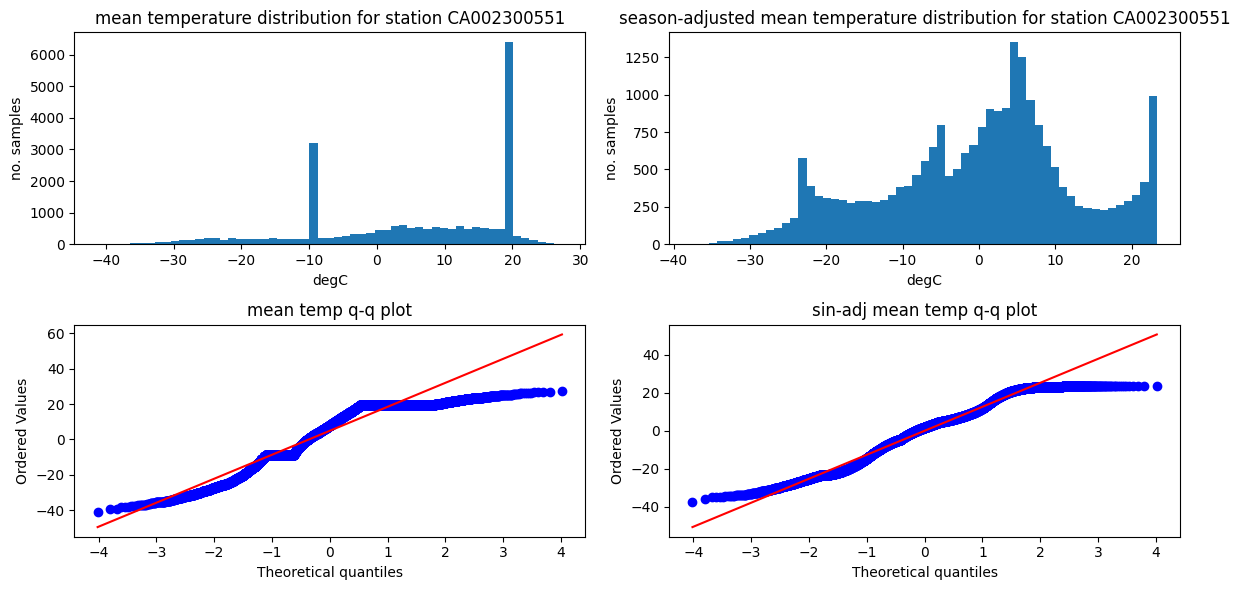 mean temperature distribution for station CA002300551
no. samples
6000
5000
4000
3000
2000
1000
0
−40 −30 −20 −10 0 10 20 30
degC
season-adjusted mean temperature distribution for station CA002300551
no. samples
1250
1000
750
500
250
0
−40 −30 −20 −10 0 10 20
degC
mean temp q-q plot
Ordered Values
60
40
20
0
−20
−40
−4 −3 −2 −1 0 1 2 3 4
Theoretical quantiles
sin-adj mean temp q-q plot
Ordered Values
40
20
0
−20
−40
−4 −3 −2 −1 0 1 2 3 4
Theoretical quantiles